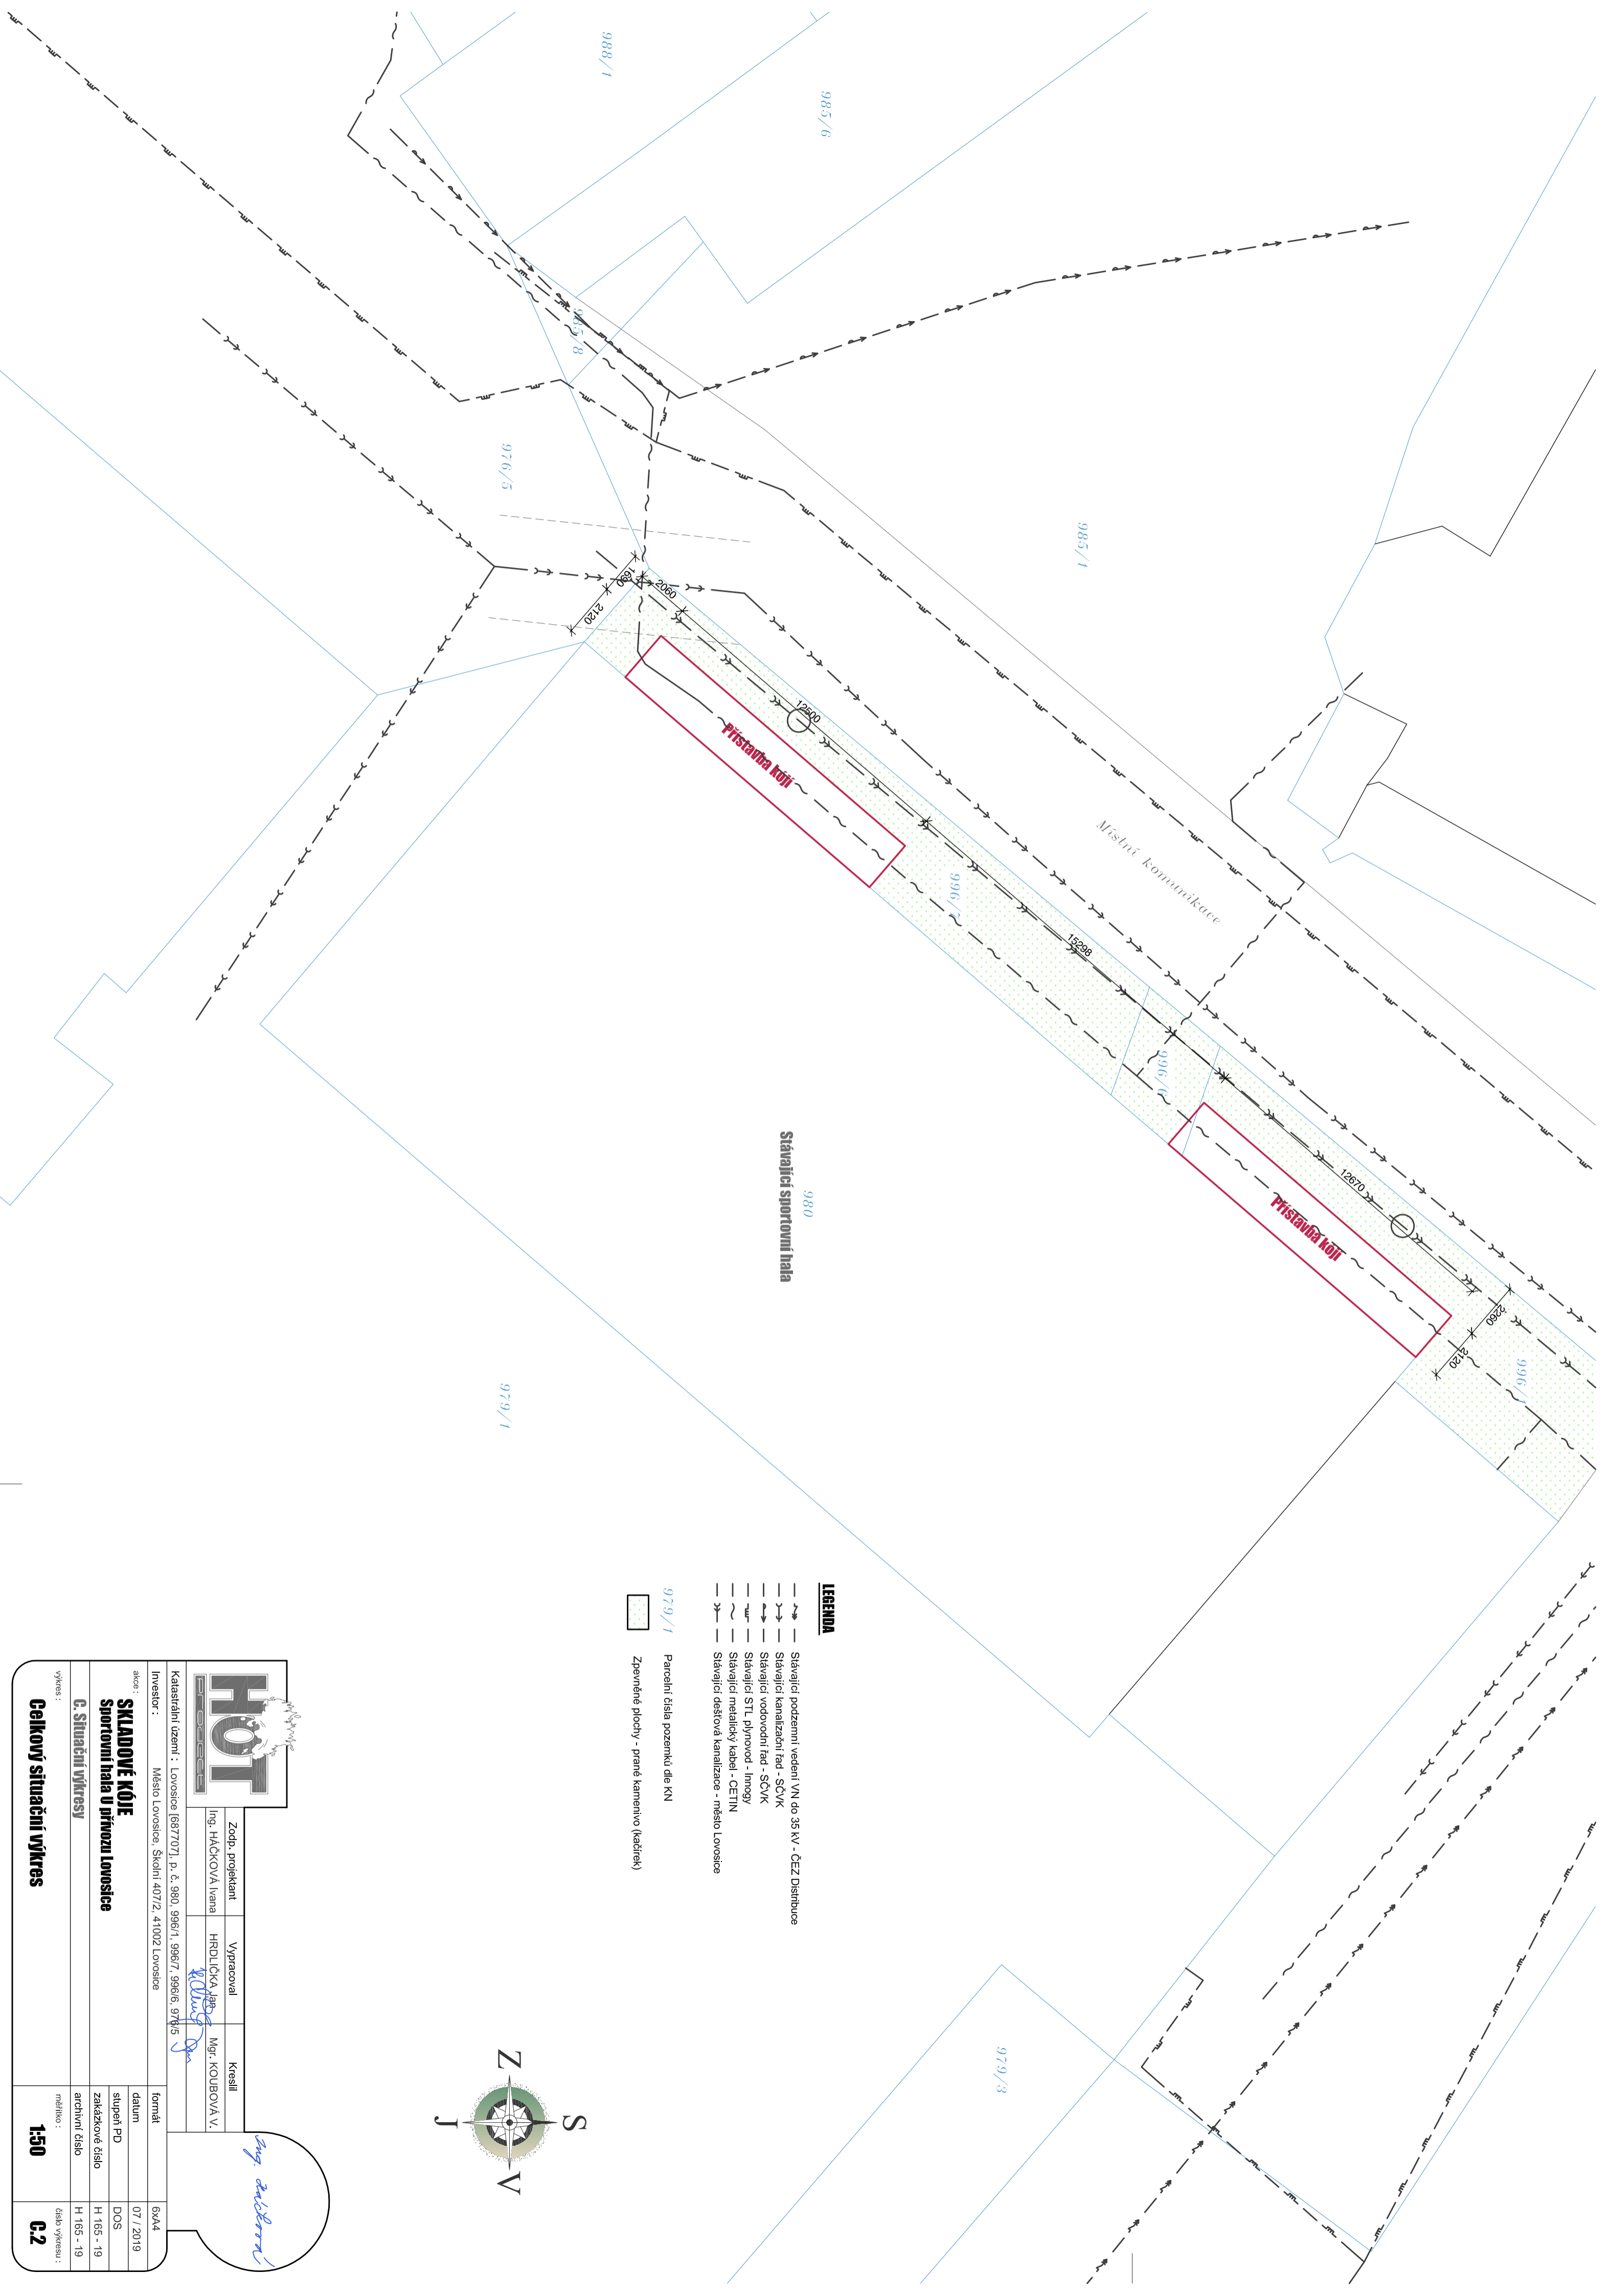 988/1
985/6
985/8
976/5
985/1
1680
2060
2120
12500
Přístavba kójí
Místní komunikace
996/7
15298
996/6
980
Stávající sportovní hala
12670
Přístavba kójí
2260
2120
996/1
979/1
979/3
LEGENDA
Stávající podzemní vedení VN do 35 kV - ČEZ Distribuce
Stávající kanalizační řad - SČVK
Stávající vodovodní řad - SČVK
Stávající STL plynovod - Innogy
Stávající metalický kabel - CETIN
Stávající dešťová kanalizace - město Lovosice
979/1 Parcelní čísla pozemků dle KN
Zpevněné plochy - prané kamenivo (kačírek)
S
Z V
J
HOT
Project
Zodp. projektant Vypracoval Kreslil
Ing. HÁČKOVÁ Ivana HRDLIČKA Jan Mgr. KOUBOVÁ V.
Ing. Háčková
Katastrální území : Lovosice [687707], p. č. 980, 996/1, 996/7, 996/6, 976/5
Investor : Město Lovosice, Školní 407/2, 41002 Lovosice
formát 6xA4
akce :
SKLADOVÉ KÓJE
Sportovní hala U přívozu Lovosice
datum 07 / 2019
stupeň PD DOS
zakázkové číslo H 165 - 19
C. Situační výkresy
archivní číslo H 165 - 19
výkres :
Celkový situační výkres
měřítko :
1:50
číslo výkresu :
C.2